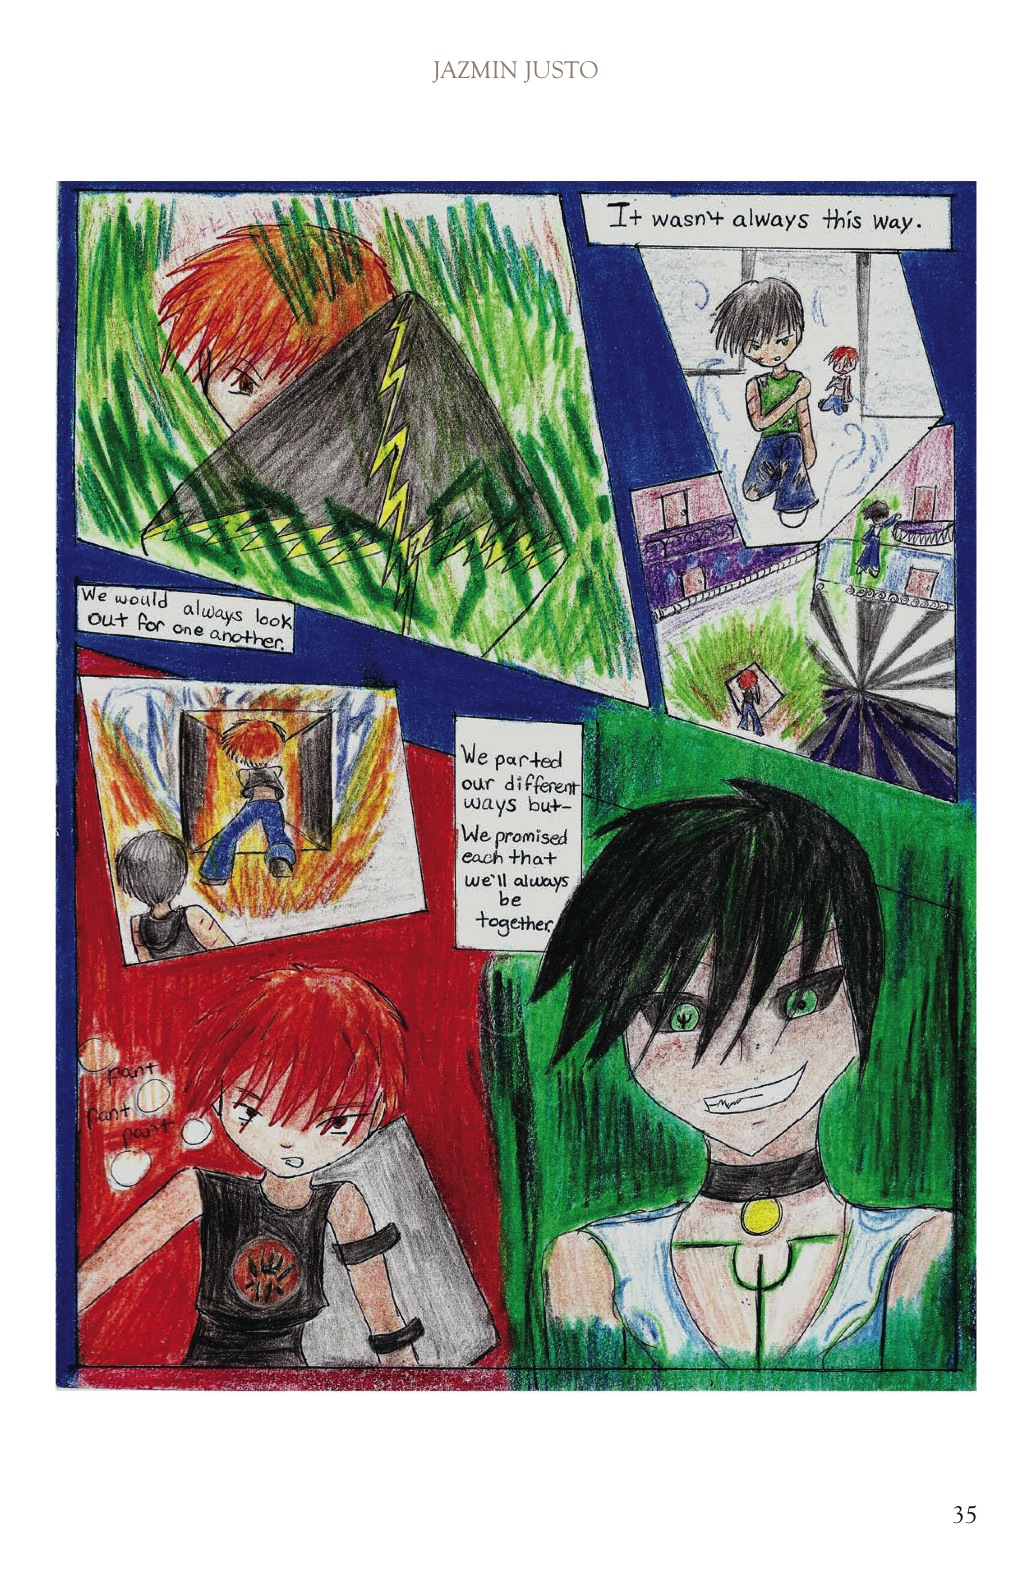 JAZMIN JUSTO
It wasn't always this way.
We would always look
out for one another.
We parted
our different
ways but—
We promised
each that
we'll always
be
together.
pant
pant
pant
35